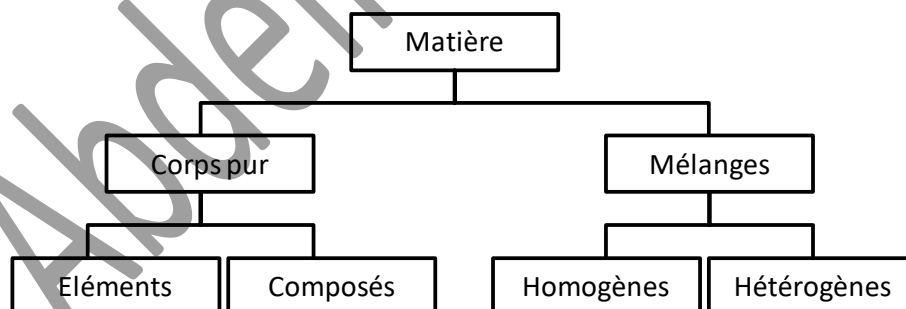 Matière
Corps pur
Mélanges
Eléments
Composés
Homogènes
Hétérogènes